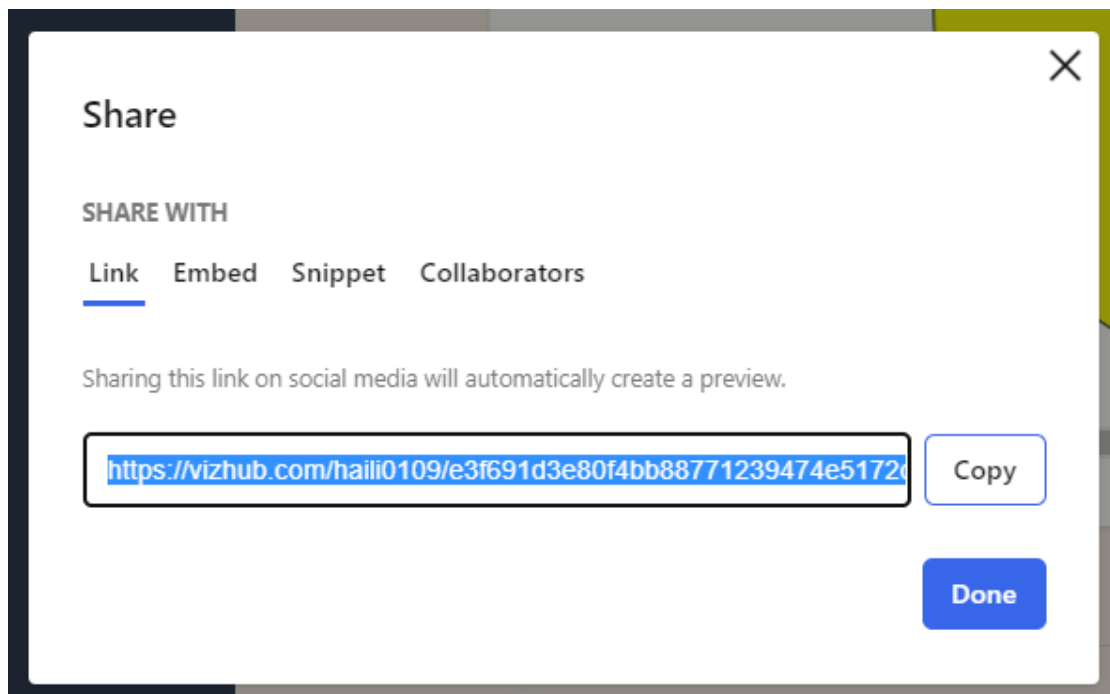 Share
SHARE WITH
Link Embed Snippet Collaborators
Sharing this link on social media will automatically create a preview.
https://vizhub.com/haili0109/e3f691d3e80f4bb88771239474e5172 Copy
Done